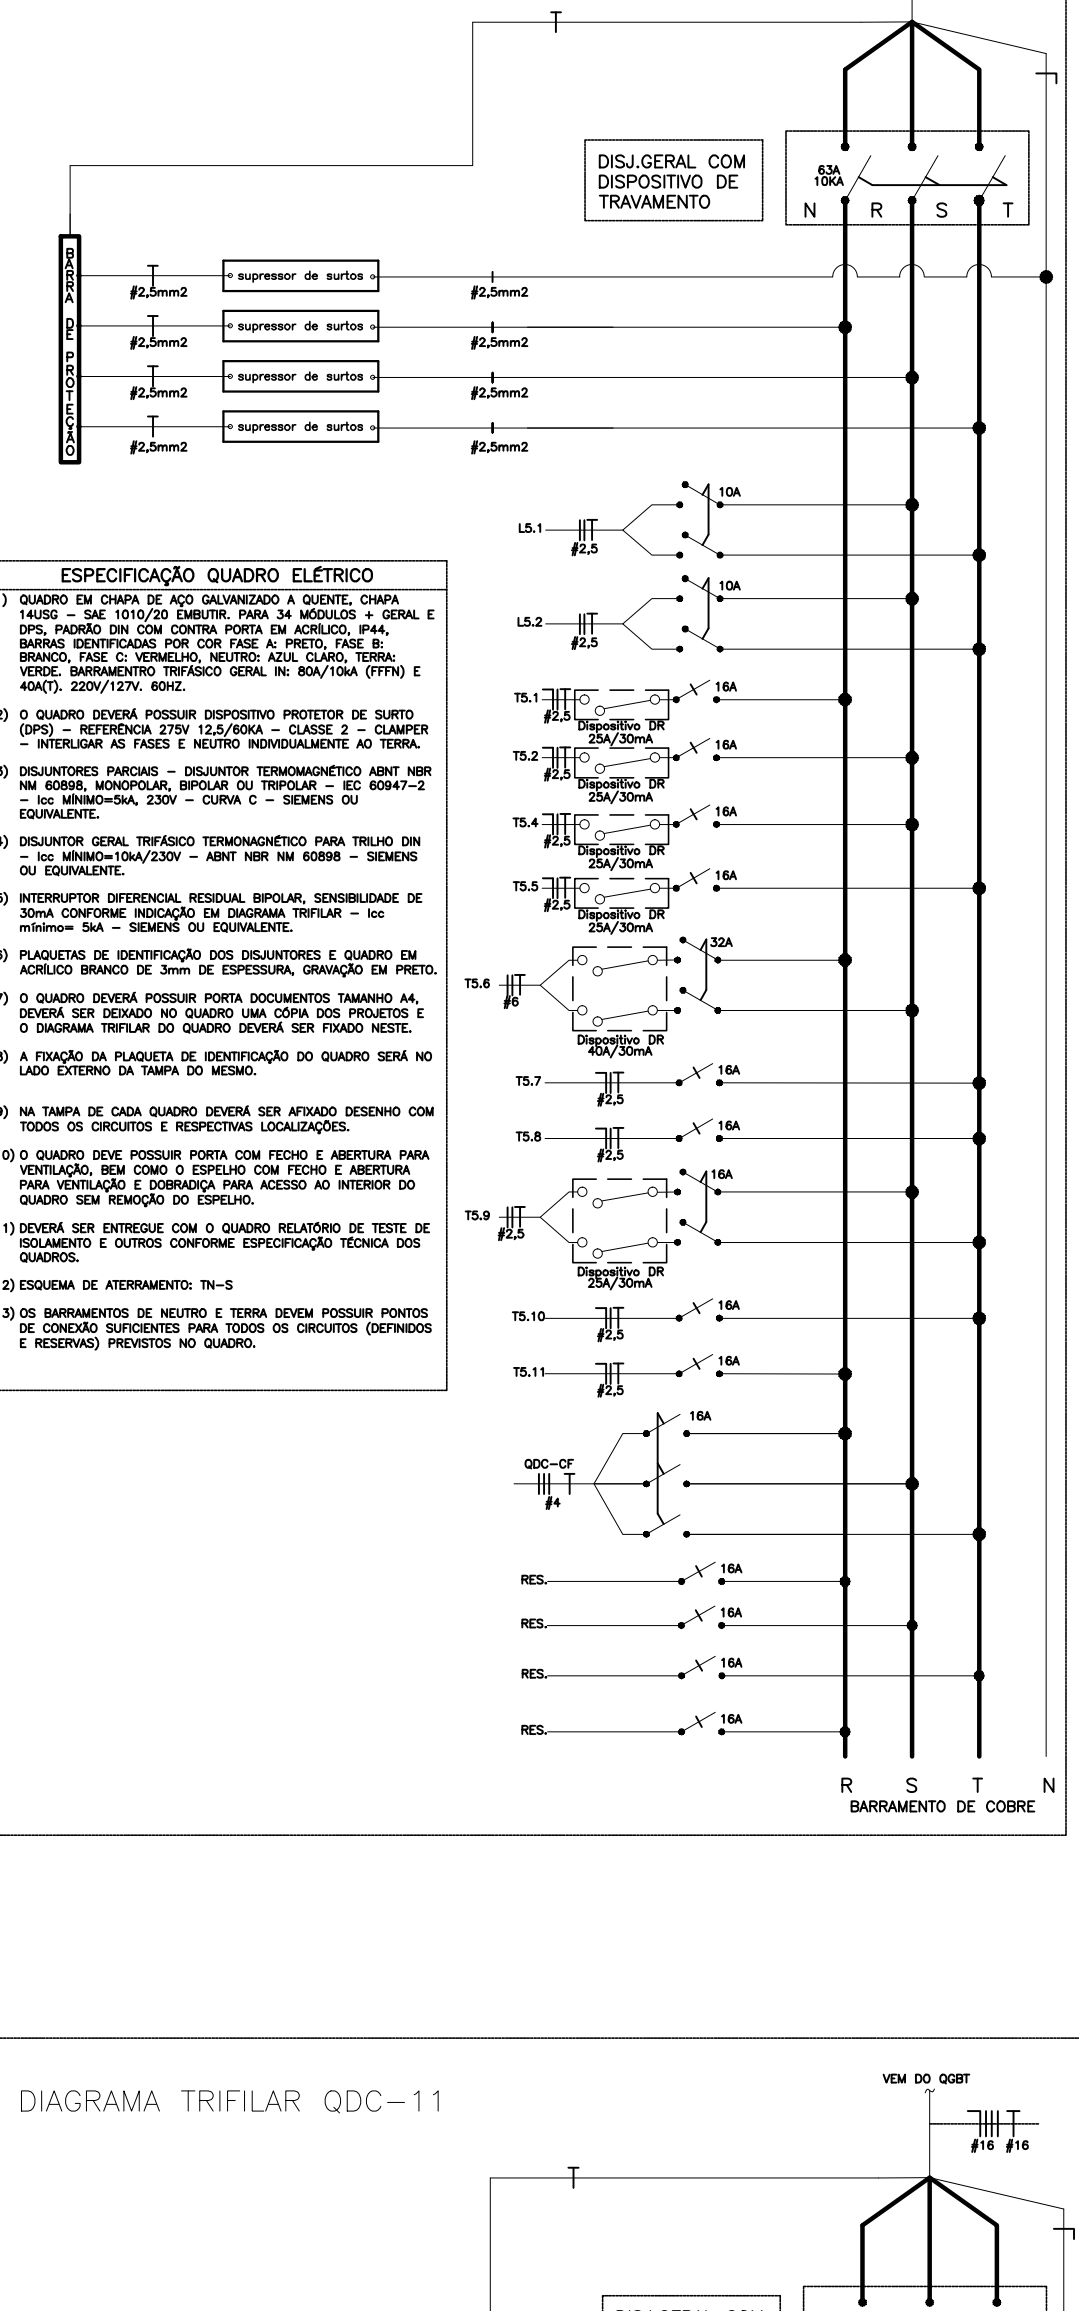 DISJ.GERAL COM
DISPOSITIVO DE
TRAVAMENTO
63A
10KA
N R S T
BARRA DE PROTEÇÃO
supressor de surtos
#2,5mm2 #2,5mm2
supressor de surtos
#2,5mm2 #2,5mm2
supressor de surtos
#2,5mm2 #2,5mm2
supressor de surtos
#2,5mm2 #2,5mm2
10A
L5.1
#2,5
10A
L5.2
#2,5
ESPECIFICAÇÃO QUADRO ELÉTRICO
) QUADRO EM CHAPA DE AÇO GALVANIZADO A QUENTE, CHAPA
14USG – SAE 1010/20 EMBUTIR. PARA 34 MÓDULOS + GERAL E
DPS, PADRÃO DIN COM CONTRA PORTA EM ACRÍLICO, IP44,
BARRAS IDENTIFICADAS POR COR FASE A: PRETO, FASE B:
BRANCO, FASE C: VERMELHO, NEUTRO: AZUL CLARO, TERRA:
VERDE. BARRAMENTRO TRIFÁSICO GERAL IN: 80A/10kA (FFFN) E
40A(T). 220V/127V. 60HZ.
2) O QUADRO DEVERÁ POSSUIR DISPOSITIVO PROTETOR DE SURTO
(DPS) – REFERÊNCIA 275V 12,5/60KA – CLASSE 2 – CLAMPER
– INTERLIGAR AS FASES E NEUTRO INDIVIDUALMENTE AO TERRA.
3) DISJUNTORES PARCIAIS – DISJUNTOR TERMOMAGNÉTICO ABNT NBR
NM 60898, MONOPOLAR, BIPOLAR OU TRIPOLAR – IEC 60947–2
– Icc MÍNIMO=5kA, 230V – CURVA C – SIEMENS OU
EQUIVALENTE.
4) DISJUNTOR GERAL TRIFÁSICO TERMONAGNÉTICO PARA TRILHO DIN
– Icc MÍNIMO=10kA/230V – ABNT NBR NM 60898 – SIEMENS
OU EQUIVALENTE.
5) INTERRUPTOR DIFERENCIAL RESIDUAL BIPOLAR, SENSIBILIDADE DE
30mA CONFORME INDICAÇÃO EM DIAGRAMA TRIFILAR – Icc
mínimo= 5kA – SIEMENS OU EQUIVALENTE.
6) PLAQUETAS DE IDENTIFICAÇÃO DOS DISJUNTORES E QUADRO EM
ACRÍLICO BRANCO DE 3mm DE ESPESSURA, GRAVAÇÃO EM PRETO.
7) O QUADRO DEVERÁ POSSUIR PORTA DOCUMENTOS TAMANHO A4,
DEVERÁ SER DEIXADO NO QUADRO UMA CÓPIA DOS PROJETOS E
O DIAGRAMA TRIFILAR DO QUADRO DEVERÁ SER FIXADO NESTE.
8) A FIXAÇÃO DA PLAQUETA DE IDENTIFICAÇÃO DO QUADRO SERÁ NO
LADO EXTERNO DA TAMPA DO MESMO.
9) NA TAMPA DE CADA QUADRO DEVERÁ SER AFIXADO DESENHO COM
TODOS OS CIRCUITOS E RESPECTIVAS LOCALIZAÇÕES.
0) O QUADRO DEVE POSSUIR PORTA COM FECHO E ABERTURA PARA
VENTILAÇÃO, BEM COMO O ESPELHO COM FECHO E ABERTURA
PARA VENTILAÇÃO E DOBRADIÇA PARA ACESSO AO INTERIOR DO
QUADRO SEM REMOÇÃO DO ESPELHO.
1) DEVERÁ SER ENTREGUE COM O QUADRO RELATÓRIO DE TESTE DE
ISOLAMENTO E OUTROS CONFORME ESPECIFICAÇÃO TÉCNICA DOS
QUADROS.
2) ESQUEMA DE ATERRAMENTO: TN–S
3) OS BARRAMENTOS DE NEUTRO E TERRA DEVEM POSSUIR PONTOS
DE CONEXÃO SUFICIENTES PARA TODOS OS CIRCUITOS (DEFINIDOS
E RESERVAS) PREVISTOS NO QUADRO.
T5.1 16A
#2,5
Dispositivo DR
25A/30mA
T5.2 16A
#2,5
Dispositivo DR
25A/30mA
T5.4 16A
#2,5
Dispositivo DR
25A/30mA
T5.5 16A
#2,5
Dispositivo DR
25A/30mA
32A
T5.6
#6
Dispositivo DR
40A/30mA
T5.7 16A
#2,5
T5.8 16A
#2,5
16A
T5.9
#2,5
Dispositivo DR
25A/30mA
T5.10 16A
#2,5
T5.11 16A
#2,5
16A
QDC–CF
#4
RES. 16A
RES. 16A
RES. 16A
RES. 16A
R S T N
BARRAMENTO DE COBRE
DIAGRAMA TRIFILAR QDC–11
VEM DO QGBT
#16 #16